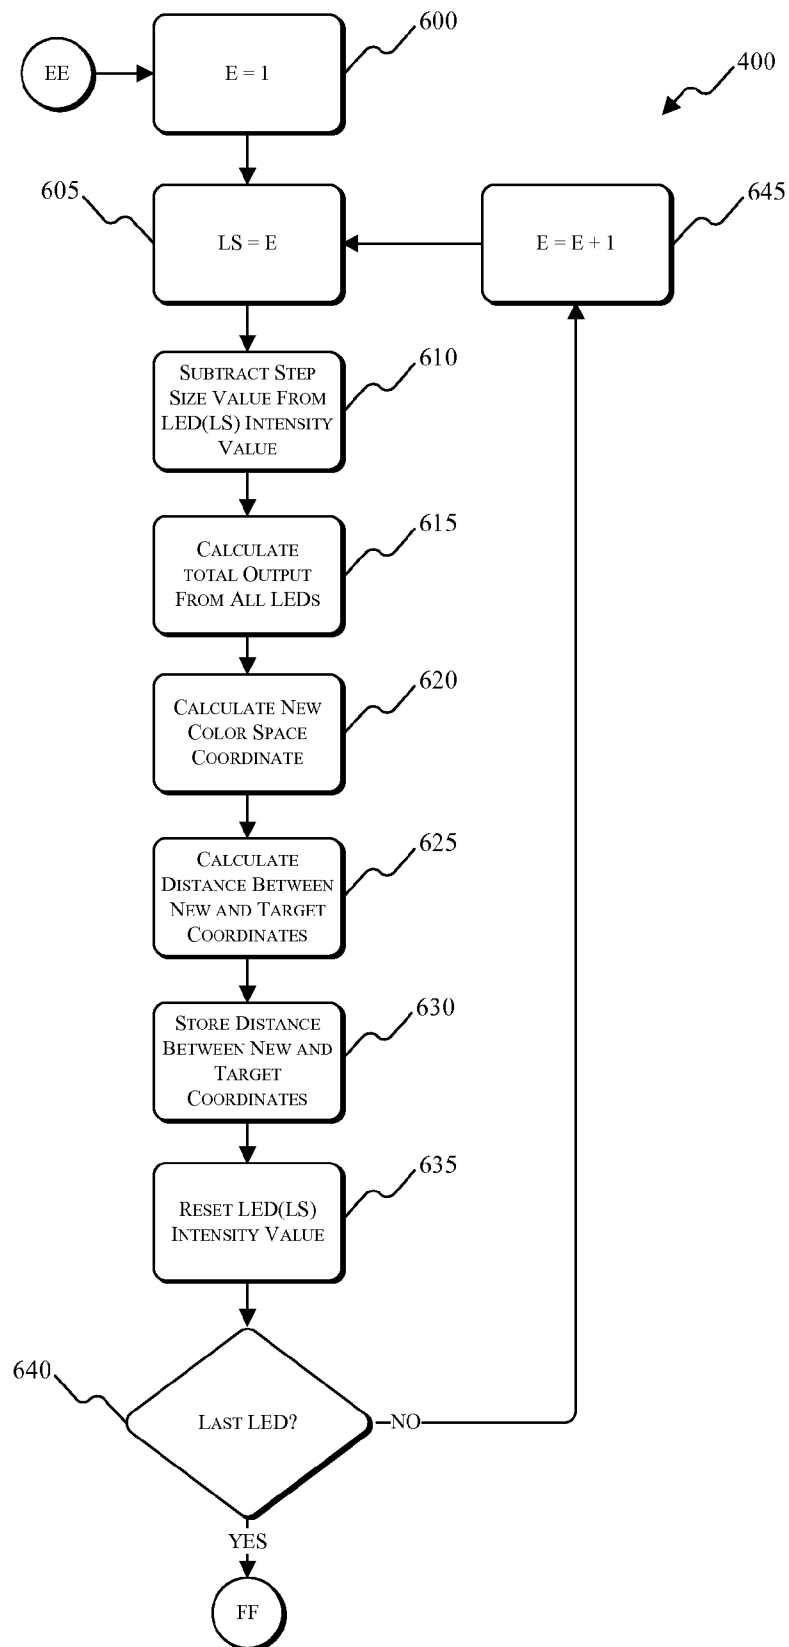 600
EE
E = 1
400
605
LS = E
E = E + 1
645
610
SUBTRACT STEP
SIZE VALUE FROM
LED(LS) INTENSITY
VALUE
615
CALCULATE
TOTAL OUTPUT
FROM ALL LEDS
620
CALCULATE NEW
COLOR SPACE
COORDINATE
625
CALCULATE
DISTANCE BETWEEN
NEW AND TARGET
COORDINATES
630
STORE DISTANCE
BETWEEN NEW AND
TARGET
COORDINATES
635
RESET LED(LS)
INTENSITY VALUE
640
LAST LED?
NO
YES
FF